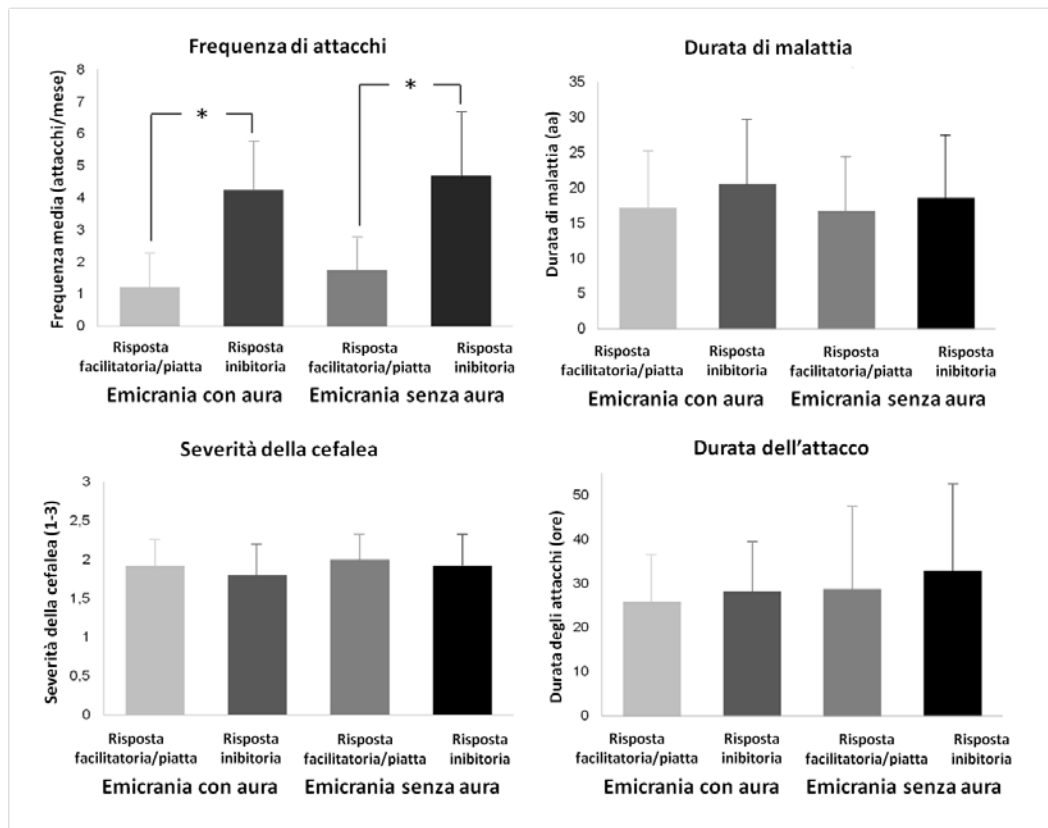 Frequenza di attacchi
Frequenza media (attacchi/mese)
8
7
6
5
4
3
2
1
0
*
*
Risposta
facilitatoria/piatta
Risposta
inibitoria
Risposta
facilitatoria/piatta
Risposta
inibitoria
Emicrania con aura
Emicrania senza aura
Durata di malattia
Durata di malattia (aa)
35
30
25
20
15
10
5
0
Risposta
facilitatoria/piatta
Risposta
inibitoria
Risposta
facilitatoria/piatta
Risposta
inibitoria
Emicrania con aura
Emicrania senza aura
Severità della cefalea
Severità della cefalea (1-3)
3
2,5
2
1,5
1
0,5
0
Risposta
facilitatoria/piatta
Risposta
inibitoria
Risposta
facilitatoria/piatta
Risposta
inibitoria
Emicrania con aura
Emicrania senza aura
Durata dell'attacco
Durata degli attacchi (ore)
50
40
30
20
10
0
Risposta
facilitatoria/piatta
Risposta
inibitoria
Risposta
facilitatoria/piatta
Risposta
inibitoria
Emicrania con aura
Emicrania senza aura